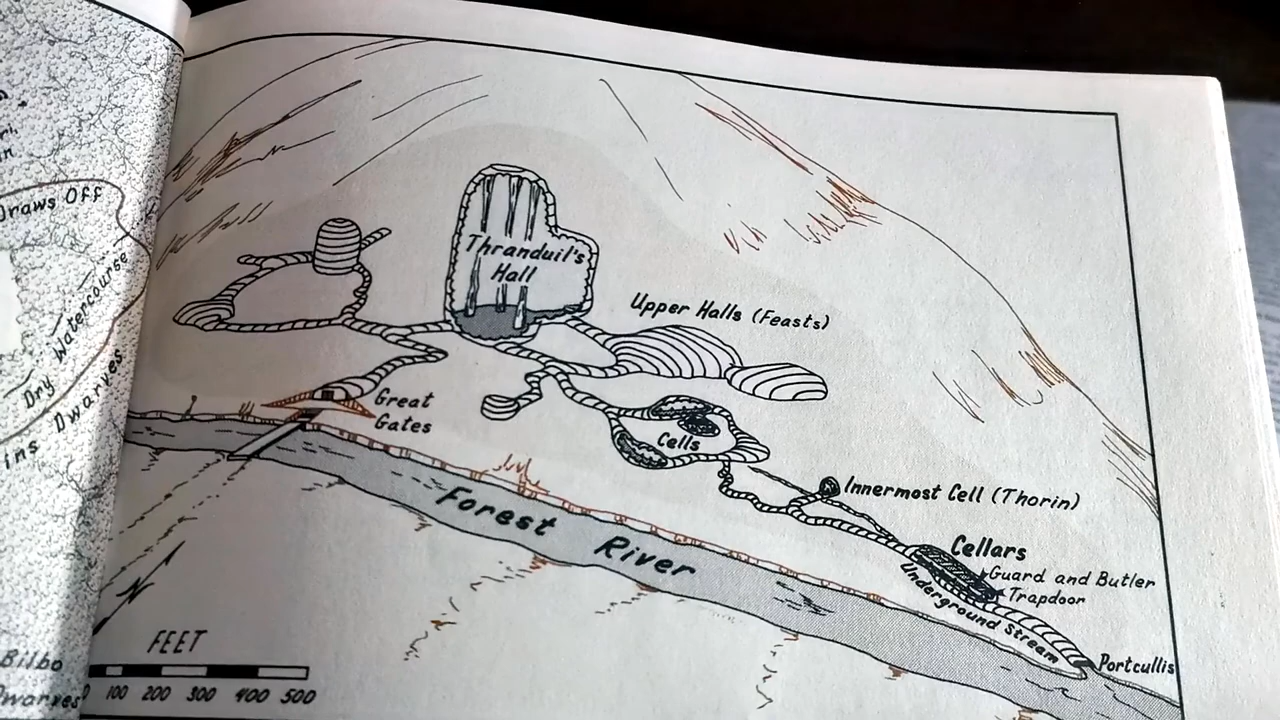 Draws Off
Dry Watercourse
Dwarves
Bilbo
Thranduil's
Hall
Upper Halls (Feasts)
Great
Gates
Cells
Innermost Cell (Thorin)
Cellars
Guard and Butler
Trapdoor
Underground Stream
Portcullis
Forest River
N
FEET
0 100 200 300 400 500
Dwarves